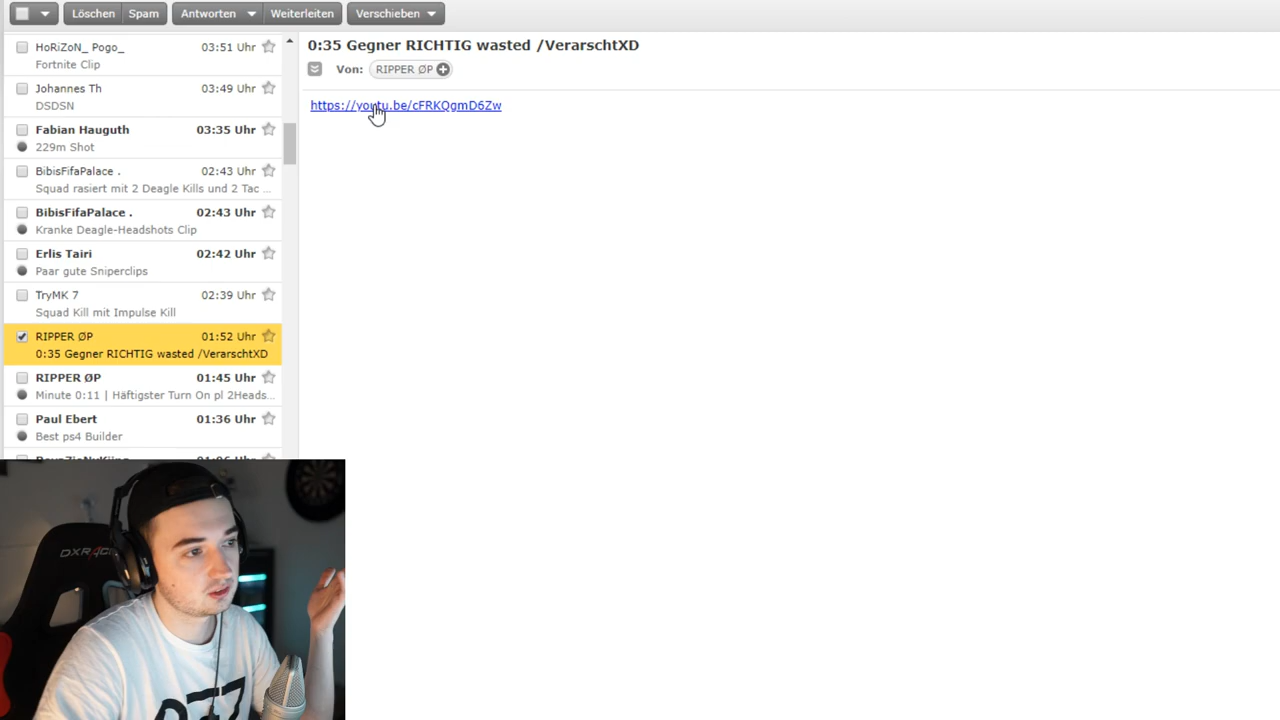 Löschen Spam Antworten Weiterleiten Verschieben
HoRiZoN_ Pogo_ 03:51 Uhr
Fortnite Clip
Johannes Th 03:49 Uhr
DSDSN
Fabian Hauguth 03:35 Uhr
229m Shot
BibisFifaPalace . 02:43 Uhr
Squad rasiert mit 2 Deagle Kills und 2 Tac ...
BibisFifaPalace . 02:43 Uhr
Kranke Deagle-Headshots Clip
Erlis Tairi 02:42 Uhr
Paar gute Sniperclips
TryMK 7 02:39 Uhr
Squad Kill mit Impulse Kill
RIPPER ØP 01:52 Uhr
0:35 Gegner RICHTIG wasted /VerarschtXD
RIPPER ØP 01:45 Uhr
Minute 0:11 | Häftigster Turn On pl 2Heads...
Paul Ebert 01:36 Uhr
Best ps4 Builder
0:35 Gegner RICHTIG wasted /VerarschtXD
Von: RIPPER ØP
https://youtu.be/cFRKQgmD6Zw